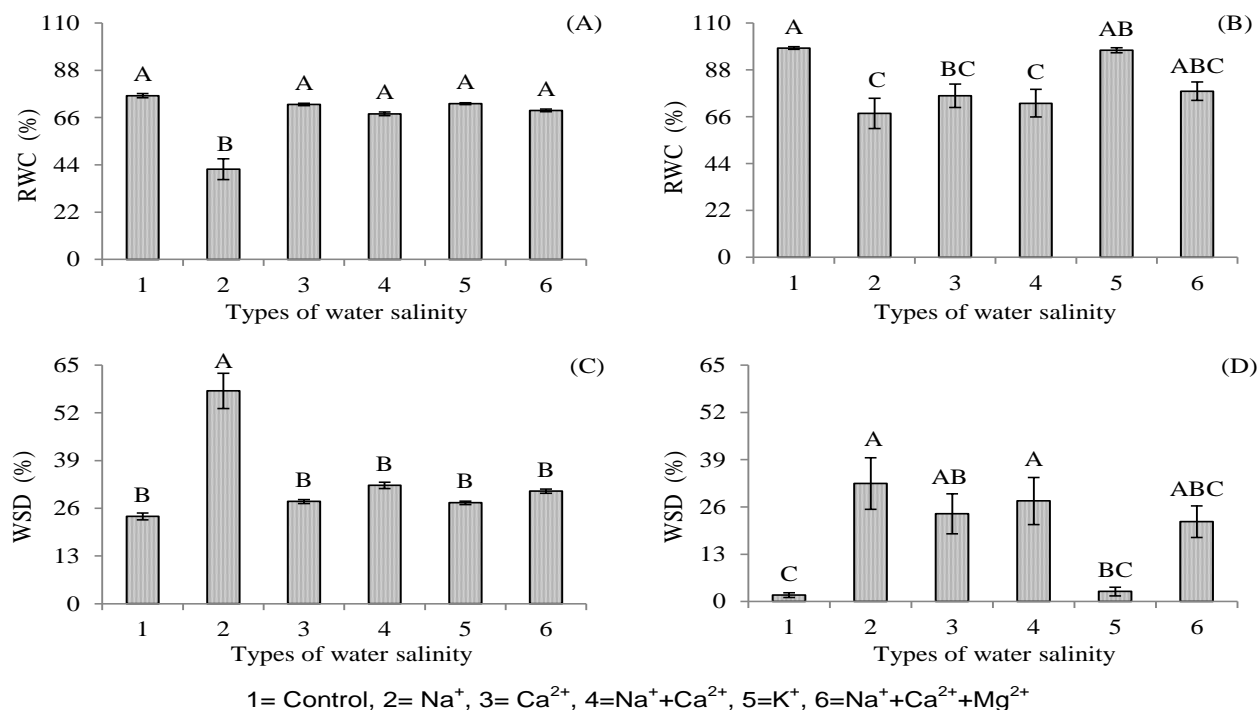 (A)
110
88
66
44
22
0
RWC (%)
A
B
A
A
A
A
1 2 3 4 5 6
Types of water salinity
(B)
110
88
66
44
22
0
RWC (%)
A
C
BC
C
AB
ABC
1 2 3 4 5 6
Types of water salinity
(C)
65
52
39
26
13
0
WSD (%)
B
A
B
B
B
B
1 2 3 4 5 6
Types of water salinity
(D)
65
52
39
26
13
0
WSD (%)
C
A
AB
A
BC
ABC
1 2 3 4 5 6
Types of water salinity
1= Control, 2= Na⁺, 3= Ca²⁺, 4=Na⁺+Ca²⁺, 5=K⁺, 6=Na⁺+Ca²⁺+Mg²⁺